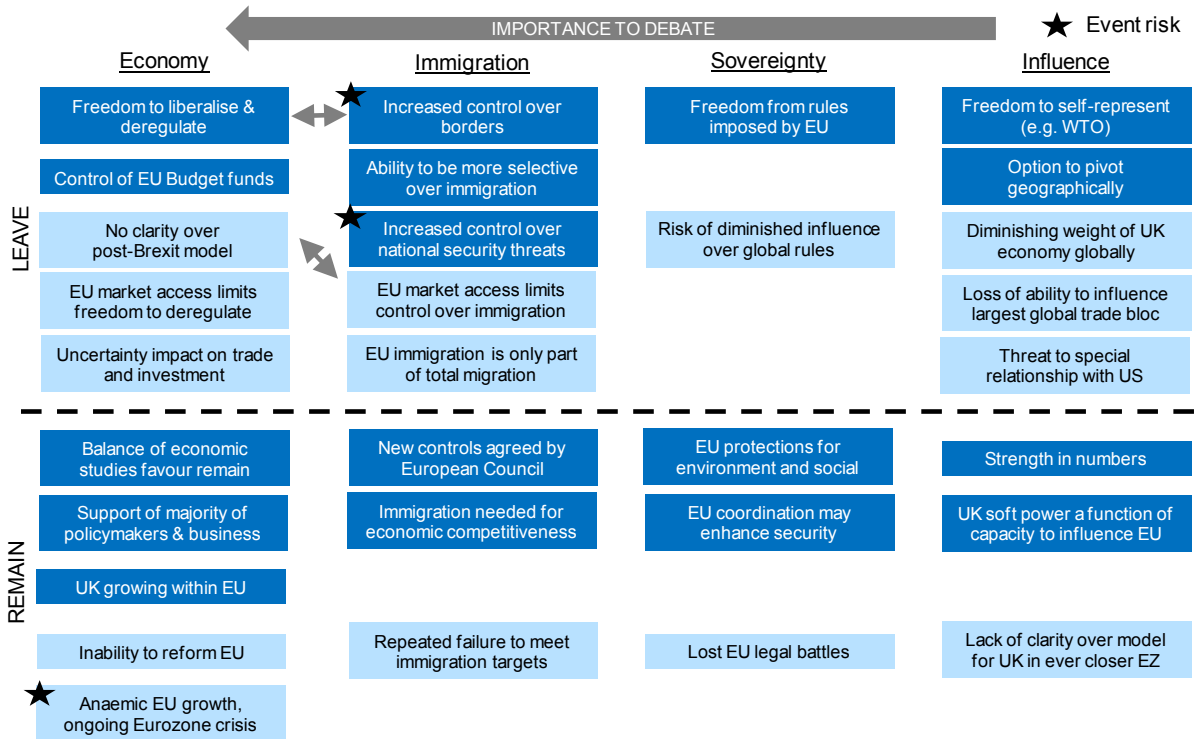 IMPORTANCE TO DEBATE
Event risk
Economy
Immigration
Sovereignty
Influence
LEAVE
Freedom to liberalise &
deregulate
Control of EU Budget funds
No clarity over
post-Brexit model
EU market access limits
freedom to deregulate
Uncertainty impact on trade
and investment
Increased control over
borders
Ability to be more selective
over immigration
Increased control over
national security threats
EU market access limits
control over immigration
EU immigration is only part
of total migration
Freedom from rules
imposed by EU
Risk of diminished influence
over global rules
Freedom to self-represent
(e.g. WTO)
Option to pivot
geographically
Diminishing weight of UK
economy globally
Loss of ability to influence
largest global trade bloc
Threat to special
relationship with US
REMAIN
Balance of economic
studies favour remain
Support of majority of
policymakers & business
UK growing within EU
Inability to reform EU
Anaemic EU growth,
ongoing Eurozone crisis
New controls agreed by
European Council
Immigration needed for
economic competitiveness
Repeated failure to meet
immigration targets
EU protections for
environment and social
EU coordination may
enhance security
Lost EU legal battles
Strength in numbers
UK soft power a function of
capacity to influence EU
Lack of clarity over model
for UK in ever closer EZ